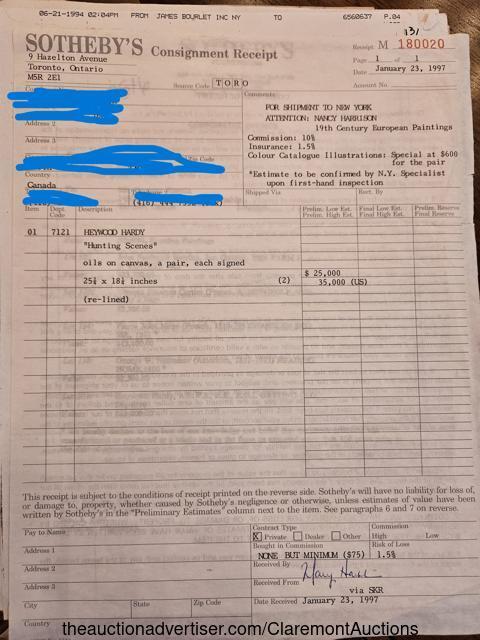 06-21-1994 02:04PM FROM JAMES BOURLET INC NY TO 6560637 P.04
131
SOTHEBY'S Consignment Receipt
Receipt M 180020
9 Hazelton Avenue
Toronto, Ontario
M5R 2E1
Page 1 of 1
Date January 23, 1997
Source Code TORO
Account No.
Comments
FOR SHIPMENT TO NEW YORK
ATTENTION: NANCY HARRISON
19th Century European Paintings
Commission: 10%
Insurance: 1.5%
Colour Catalogue Illustrations: Special at $600
for the pair
*Estimate to be confirmed by N.Y. Specialist
upon first-hand inspection
Address 2
Address 3
Zip Code
Country
Canada
Shipped Via
Rect. By
Item Dept. Code Description Prelim. Low Est. Prelim. High Est. Final Low Est. Final High Est. Prelim. Reserve Final Reserve
01 7121 HEYWOOD HARDY
"Hunting Scenes"
oils on canvas, a pair, each signed
25¼ x 18¼ inches (2)
$ 25,000
35,000 (US)
(re-lined)
This receipt is subject to the conditions of receipt printed on the reverse side. Sotheby's will have no liability for loss of,
or damage to, property, whether caused by Sotheby's negligence or otherwise, unless estimates of value have been
written by Sotheby's in the "Preliminary Estimates" column next to the item. See paragraphs 6 and 7 on reverse.
Pay to Name
Contract Type
X Private Dealer Other
Commission
High Low
Address 1
Bought in Commission
NONE BUT MINIMUM ($75)
Risk of Loss
1.5%
Address 2
Received By
Address 3
Received From
via SKR
City State Zip Code
Date Received January 23, 1997
theauctionadvertiser.com/ClaremontAuctions